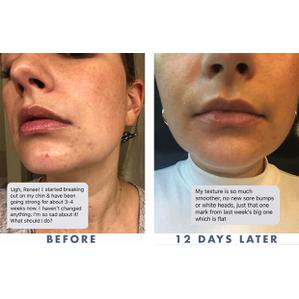 Ugh, Renee! I started breaking
out on my chin & have been
going strong for about 3-4
weeks now. I haven't changed
anything. I'm so sad about it!
What should I do?
My texture is so much
smoother, no new sore bumps
or white heads, just that one
mark from last week's big one
which is flat
BEFORE
12 DAYS LATER